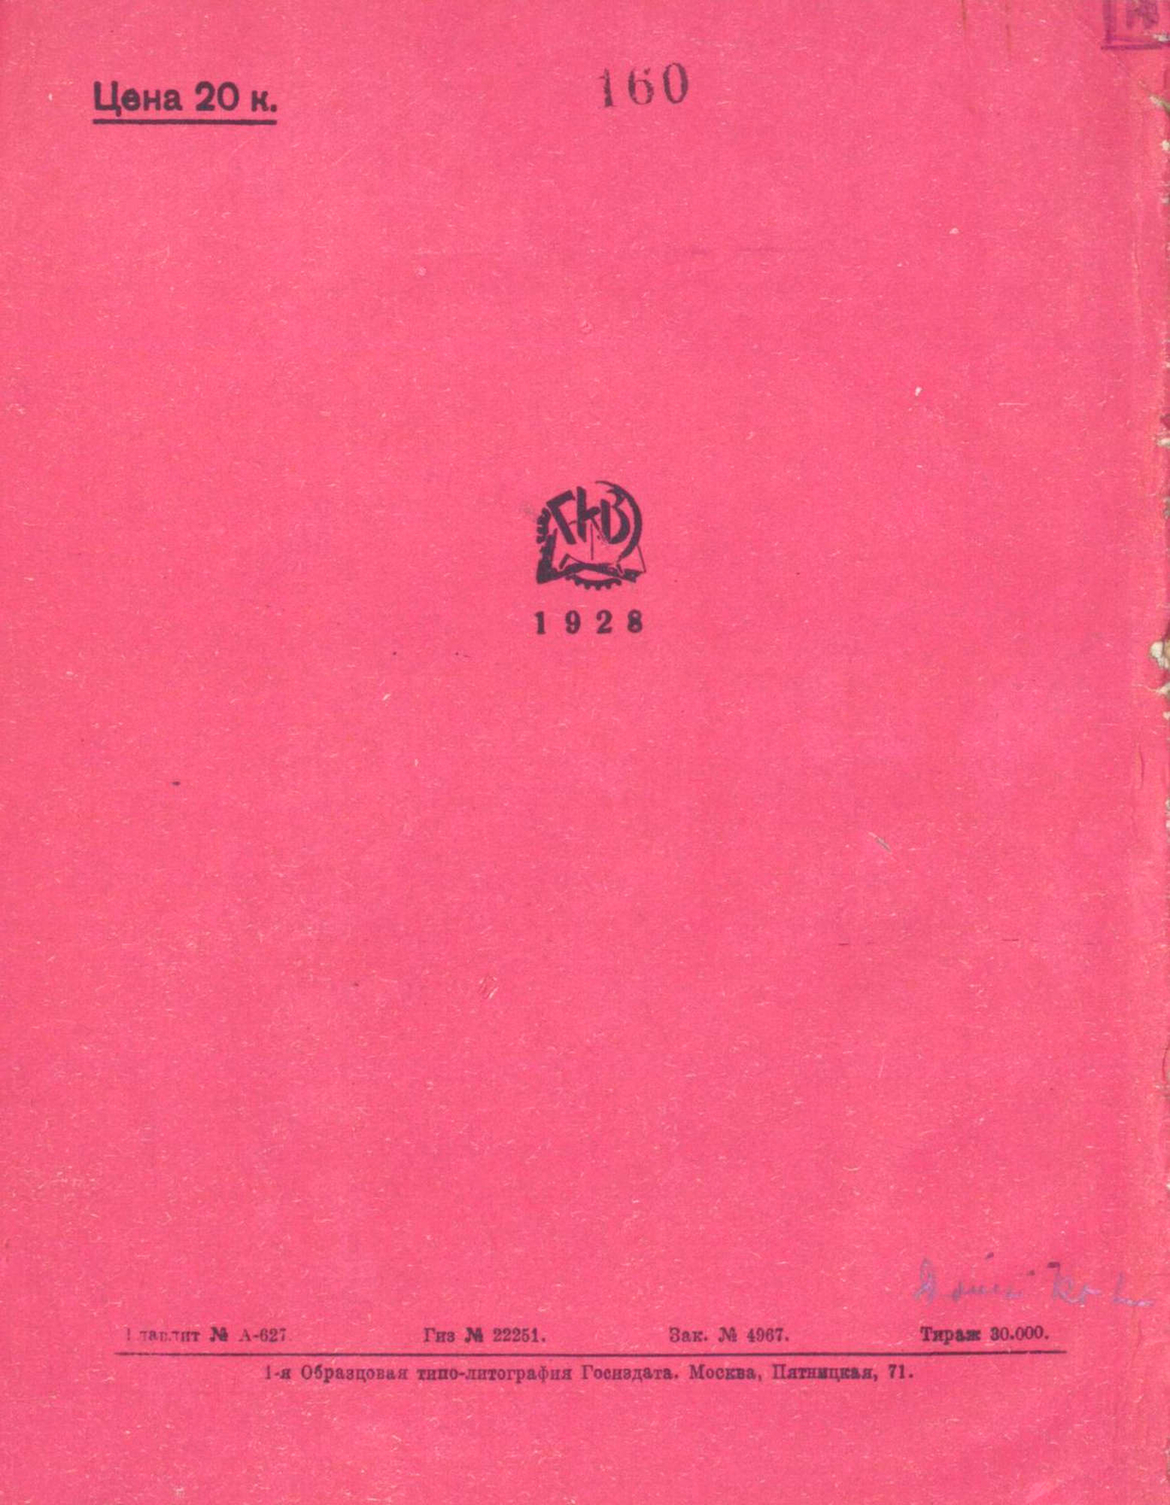 Цена 20 к.
160
1928
Главлит № А-627.
Гиз № 22251.
Зак. № 4967.
Тираж 30.000.
1-я Образцовая типо-литография Госиздата. Москва, Пятницкая, 71.